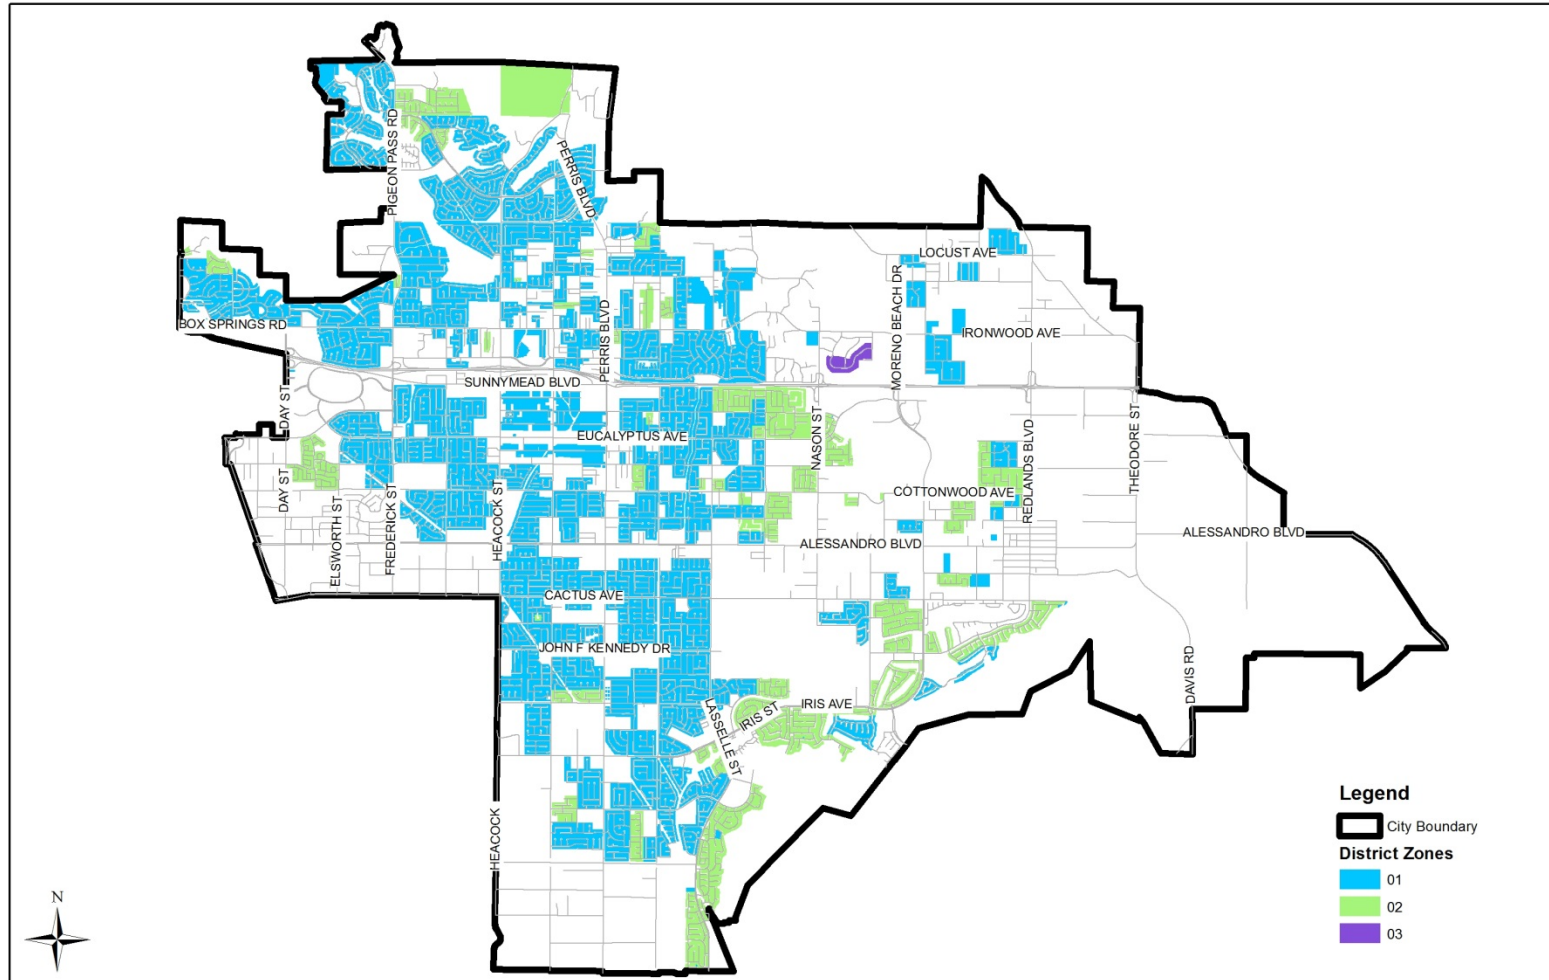 PIGEON PASS RD
PERRIS BLVD
LOCUST AVE
MORENO BEACH DR
BOX SPRINGS RD
PERRIS BLVD
IRONWOOD AVE
SUNNYMEAD BLVD
DAY ST
EUCALYPTUS AVE
NASON ST
REDLANDS BLVD
THEODORE ST
DAY ST
ELSWORTH ST
FREDERICK ST
HEACOCK ST
COTTONWOOD AVE
ALESSANDRO BLVD
ALESSANDRO BLVD
CACTUS AVE
JOHN F KENNEDY DR
LASSELLE ST
IRIS ST
IRIS AVE
DAVIS RD
HEACOCK
Legend
City Boundary
District Zones
01
02
03
N